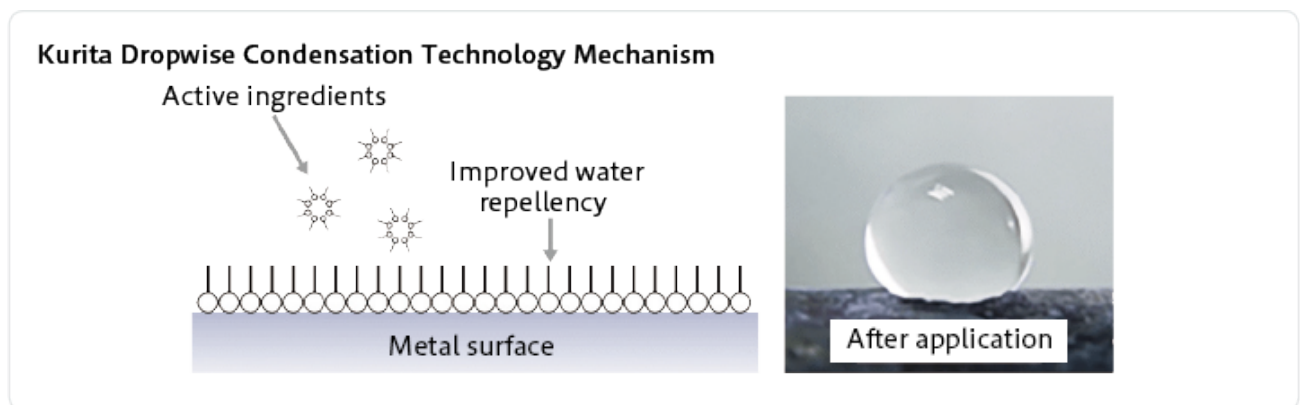 Kurita Dropwise Condensation Technology Mechanism
Active ingredients
Improved water
repellency
Metal surface
After application